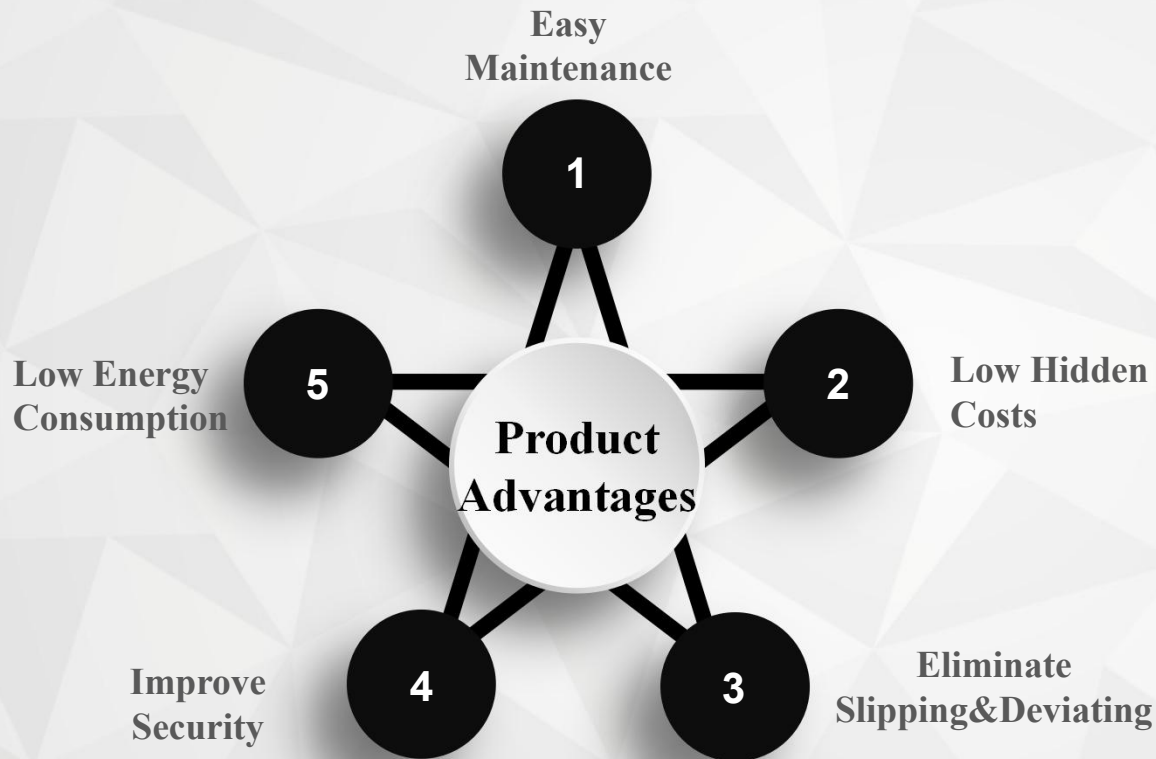 Easy
Maintenance
1
Low Energy
Consumption
5
2
Low Hidden
Costs
Product
Advantages
Improve
Security
4
3
Eliminate
Slipping&Deviating